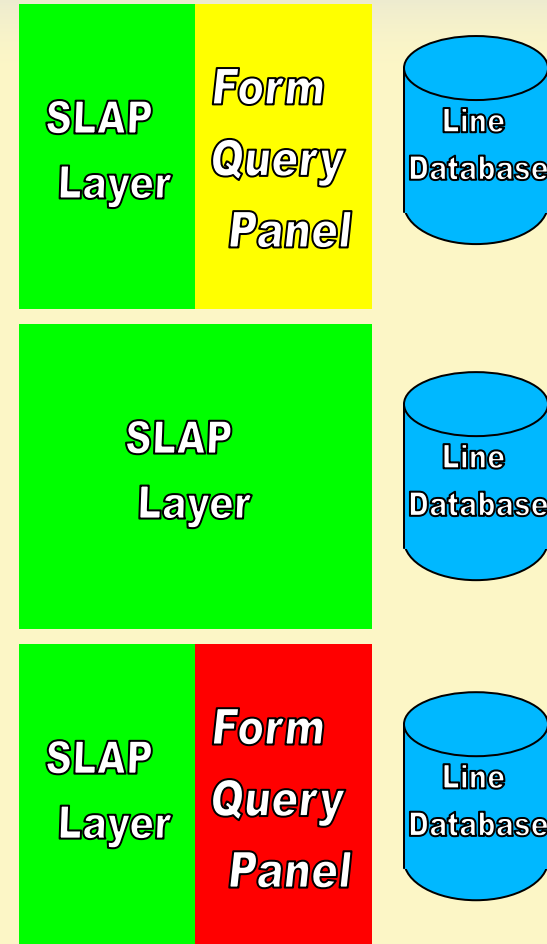 SLAP
Layer
Form
Query
Panel
Line
Database
SLAP
Layer
Line
Database
SLAP
Layer
Form
Query
Panel
Line
Database